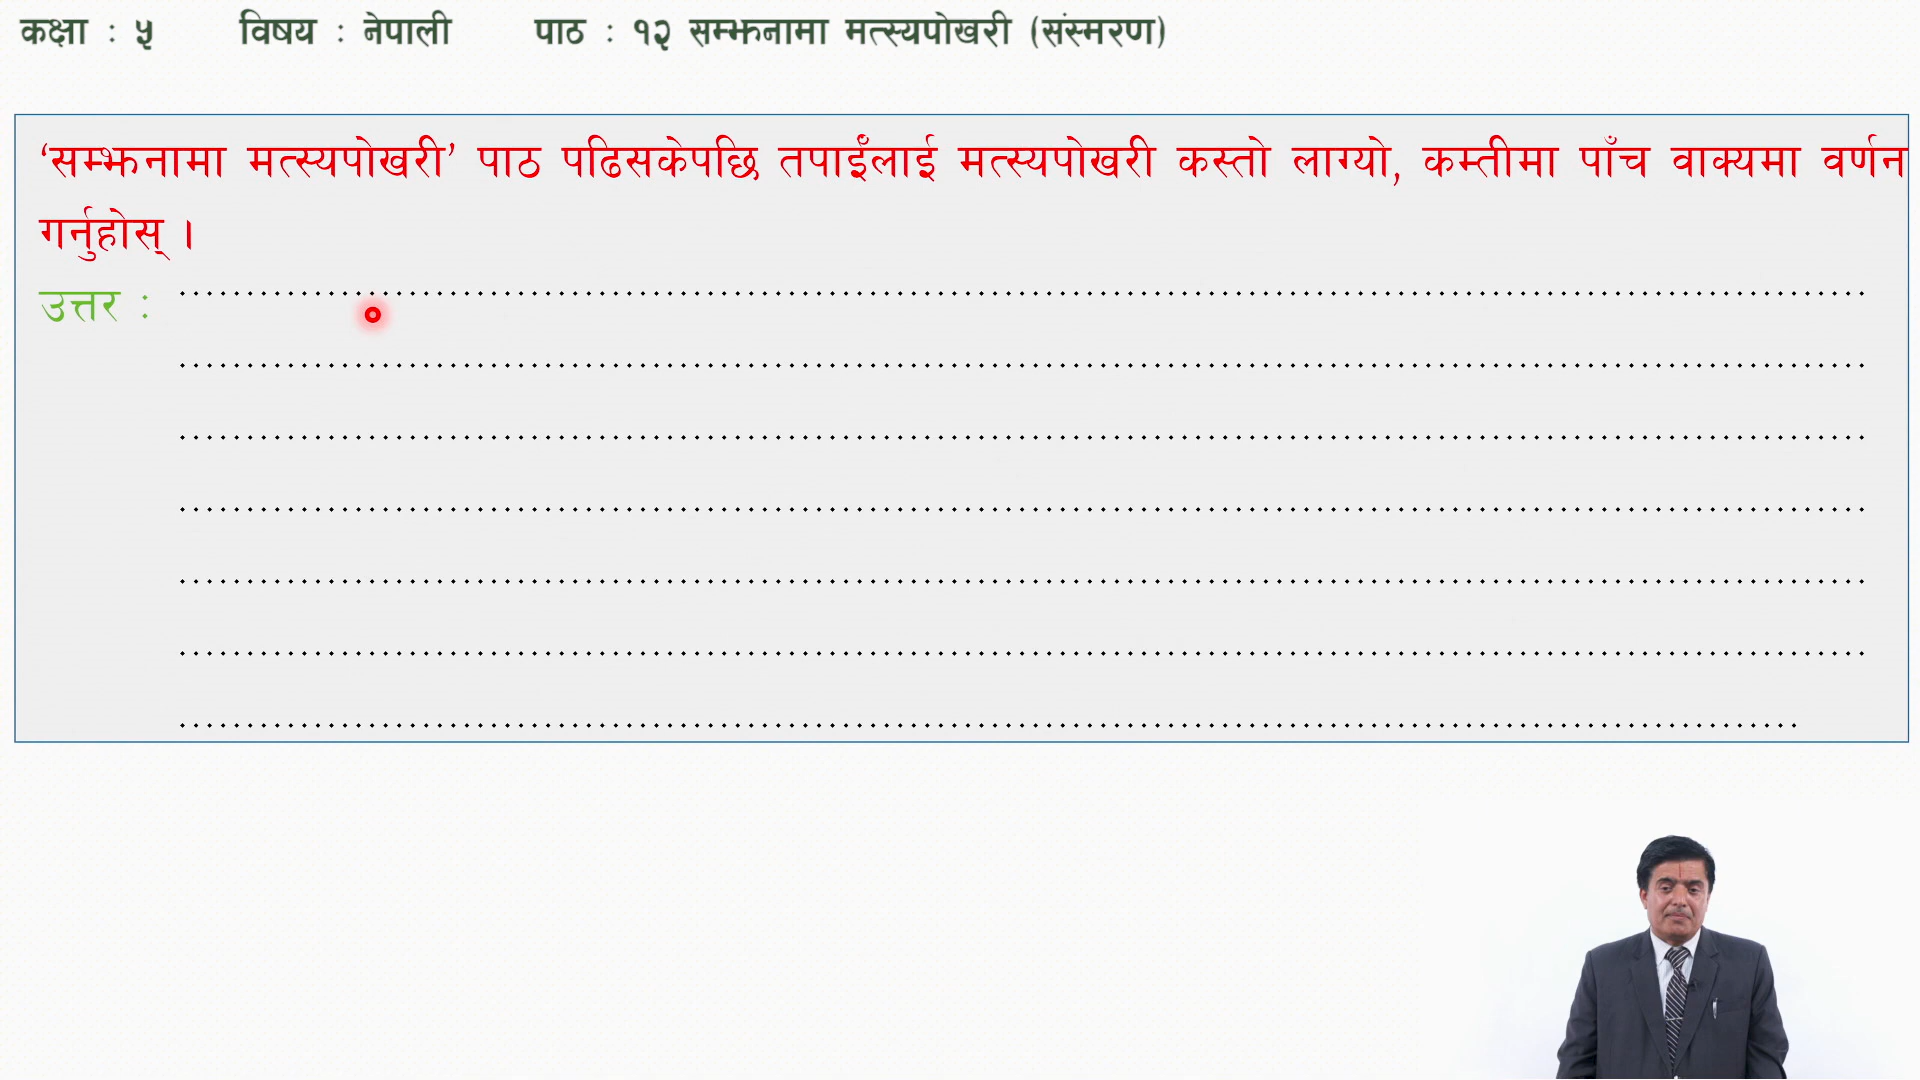 कक्षा : ५ विषय : नेपाली पाठ : १२ सम्झनामा मत्स्यपोखरी (संस्मरण)
‘सम्झनामा मत्स्यपोखरी’ पाठ पढिसकेपछि तपाईंलाई मत्स्यपोखरी कस्तो लाग्यो, कम्तीमा पाँच वाक्यमा वर्णन
गर्नुहोस् ।
उत्तर :